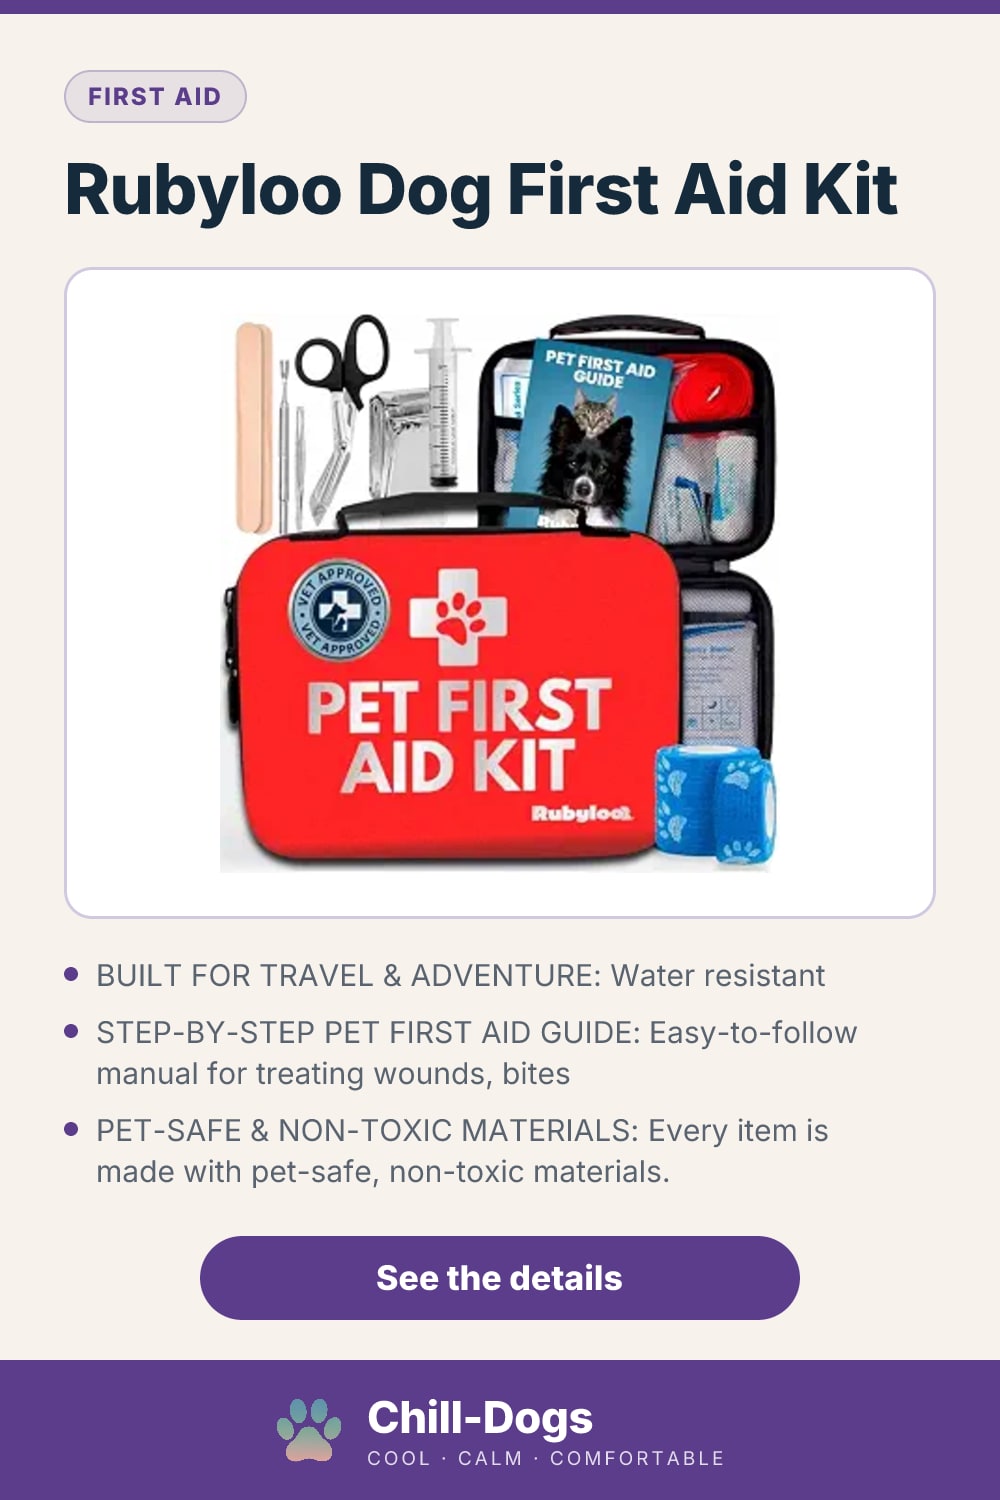 FIRST AID
Rubyloo Dog First Aid Kit
PET FIRST AID
GUIDE
VET APPROVED
VET APPROVED
PET FIRST
AID KIT
Rubyloo
BUILT FOR TRAVEL & ADVENTURE: Water resistant
STEP-BY-STEP PET FIRST AID GUIDE: Easy-to-follow
manual for treating wounds, bites
PET-SAFE & NON-TOXIC MATERIALS: Every item is
made with pet-safe, non-toxic materials.
See the details
Chill-Dogs
COOL · CALM · COMFORTABLE